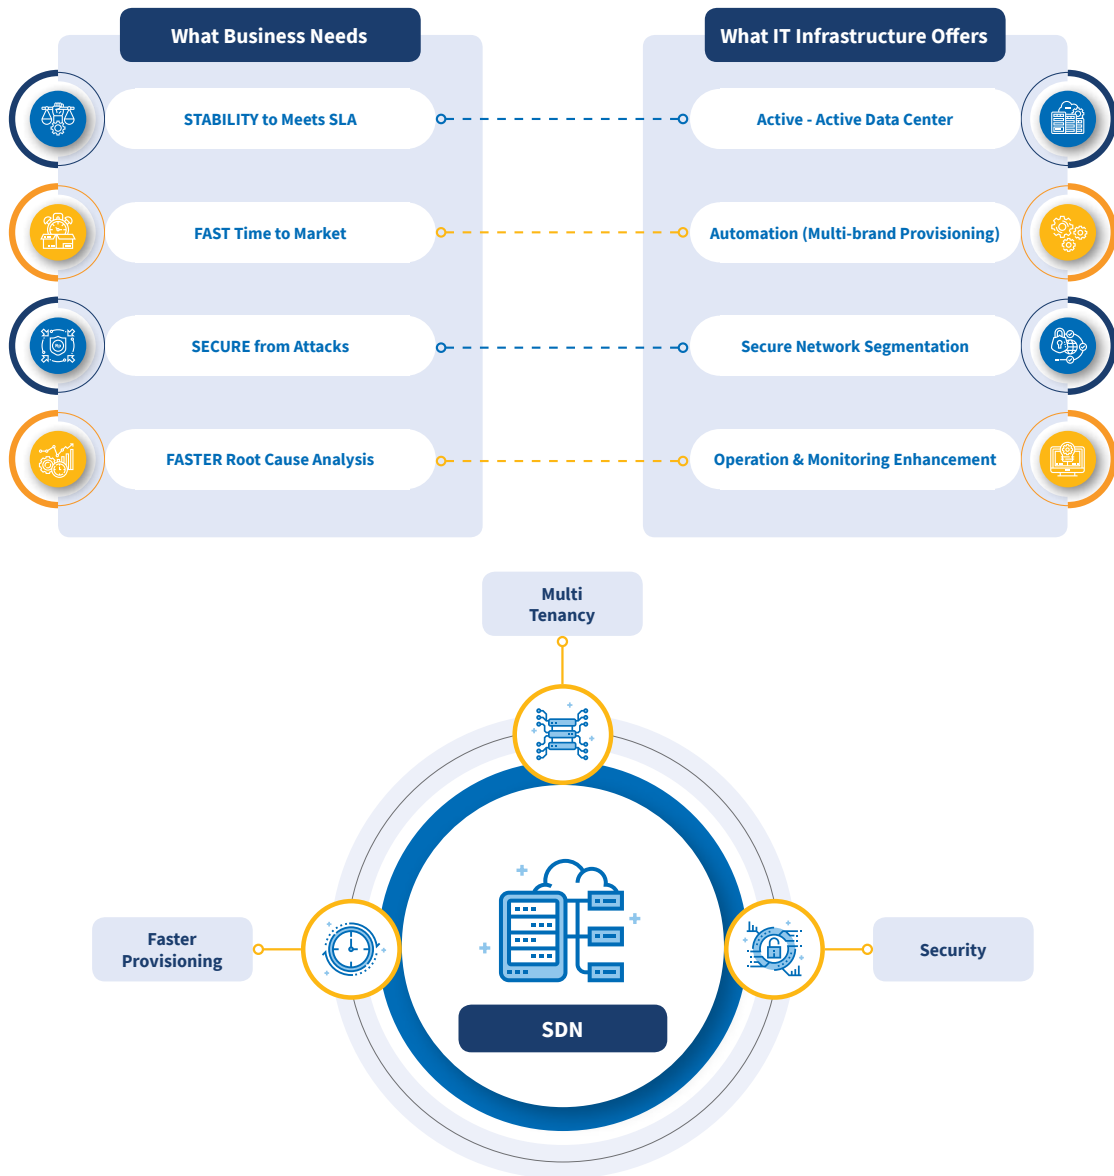 What Business Needs
What IT Infrastructure Offers
STABILITY to Meets SLA
Active - Active Data Center
FAST Time to Market
Automation (Multi-brand Provisioning)
SECURE from Attacks
Secure Network Segmentation
FASTER Root Cause Analysis
Operation & Monitoring Enhancement
Multi
Tenancy
Faster
Provisioning
Security
SDN